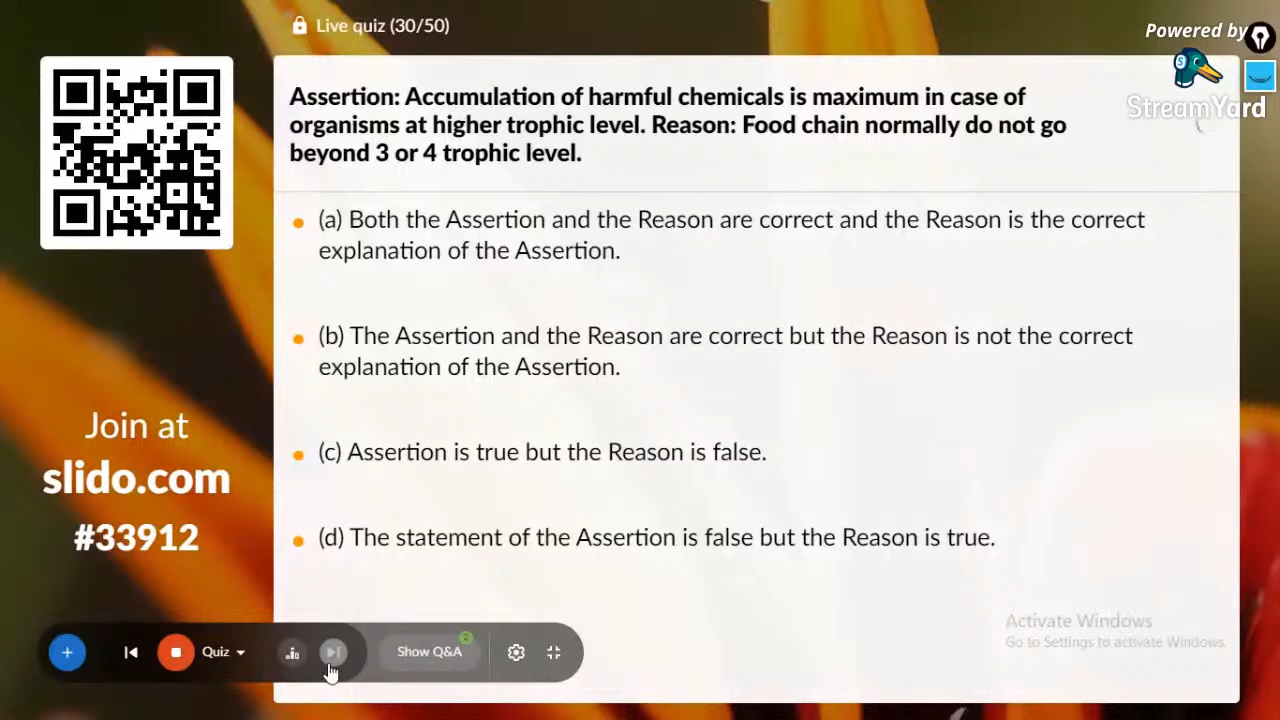 Live quiz (30/50)
Powered by
StreamYard
Assertion: Accumulation of harmful chemicals is maximum in case of
organisms at higher trophic level. Reason: Food chain normally do not go
beyond 3 or 4 trophic level.
(a) Both the Assertion and the Reason are correct and the Reason is the correct
explanation of the Assertion.
(b) The Assertion and the Reason are correct but the Reason is not the correct
explanation of the Assertion.
(c) Assertion is true but the Reason is false.
(d) The statement of the Assertion is false but the Reason is true.
Join at
slido.com
#33912
Activate Windows
Go to Settings to activate Windows.
+
Quiz
Show Q&A
2